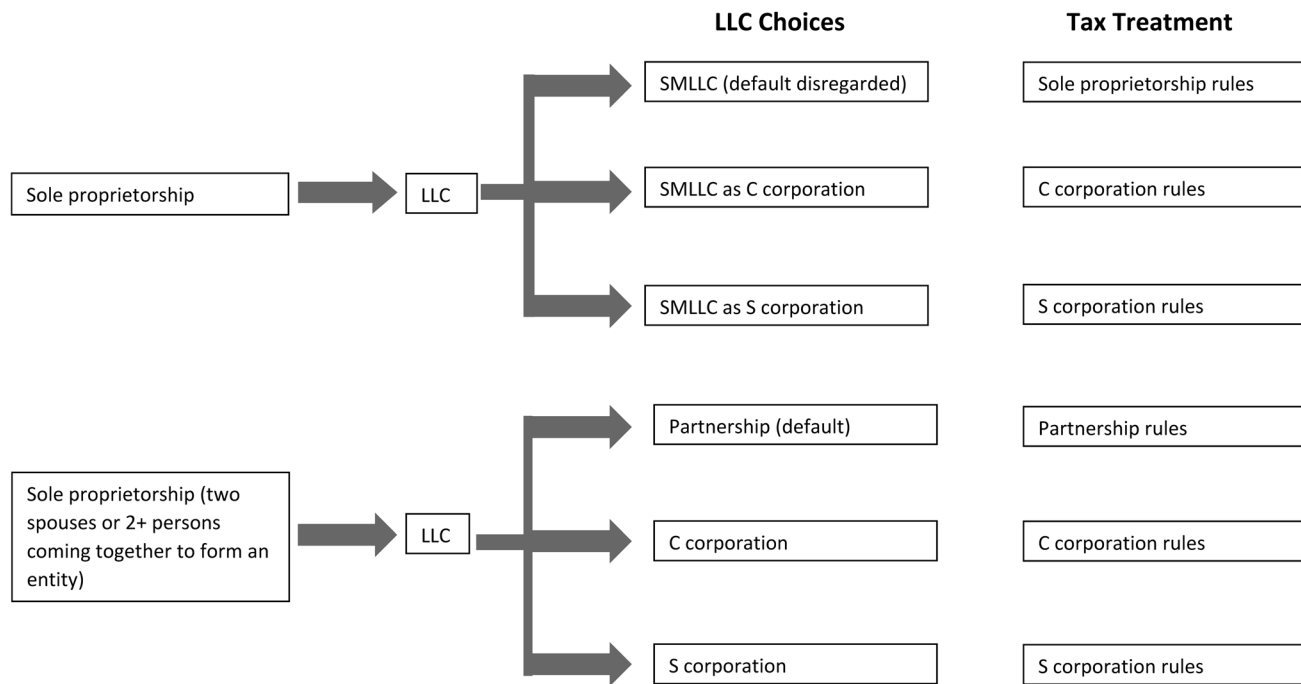 LLC Choices
Tax Treatment
SMLLC (default disregarded)
Sole proprietorship rules
Sole proprietorship
LLC
SMLLC as C corporation
C corporation rules
SMLLC as S corporation
S corporation rules
Partnership (default)
Partnership rules
Sole proprietorship (two
spouses or 2+ persons
coming together to form an
entity)
LLC
C corporation
C corporation rules
S corporation
S corporation rules